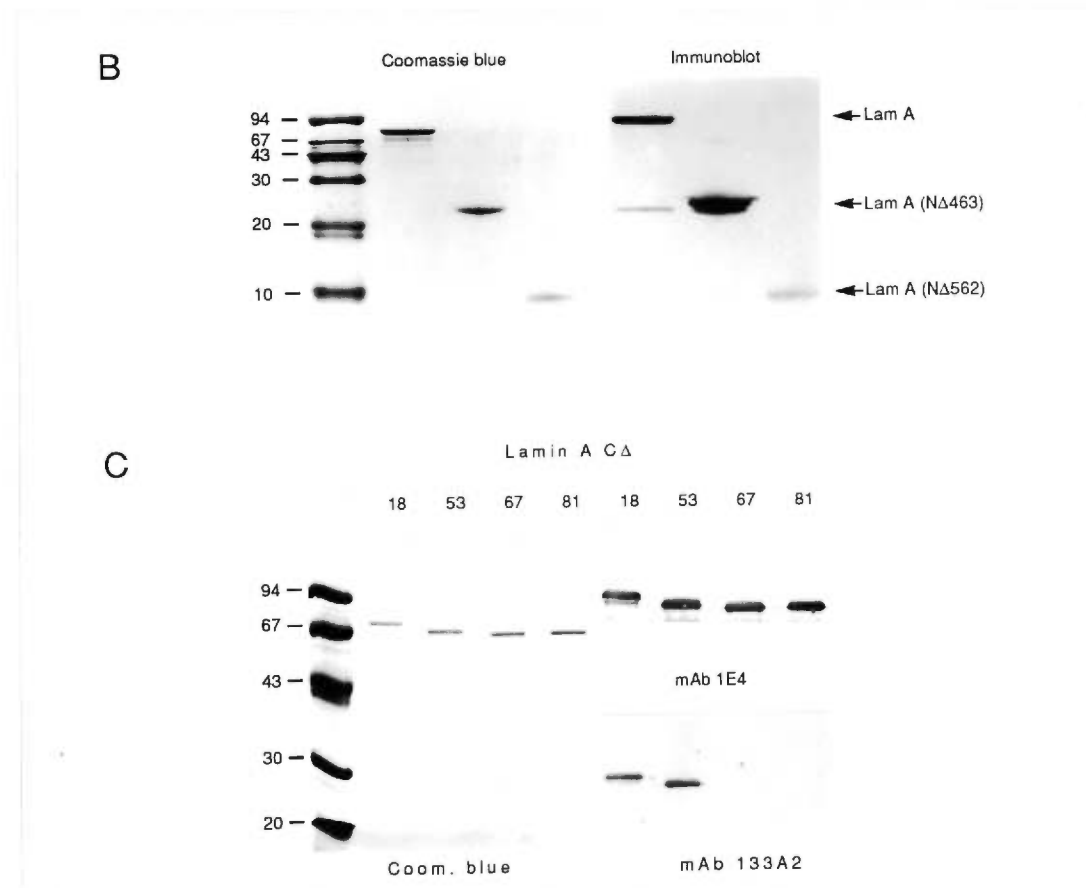 B
Coomassie blue
Immunoblot
94
67
43
30
20
10
Lam A
Lam A (NΔ463)
Lam A (NΔ562)
C
Lamin A CΔ
18 53 67 81 18 53 67 81
94
67
43
30
20
mAb 1E4
Coom. blue
mAb 133A2